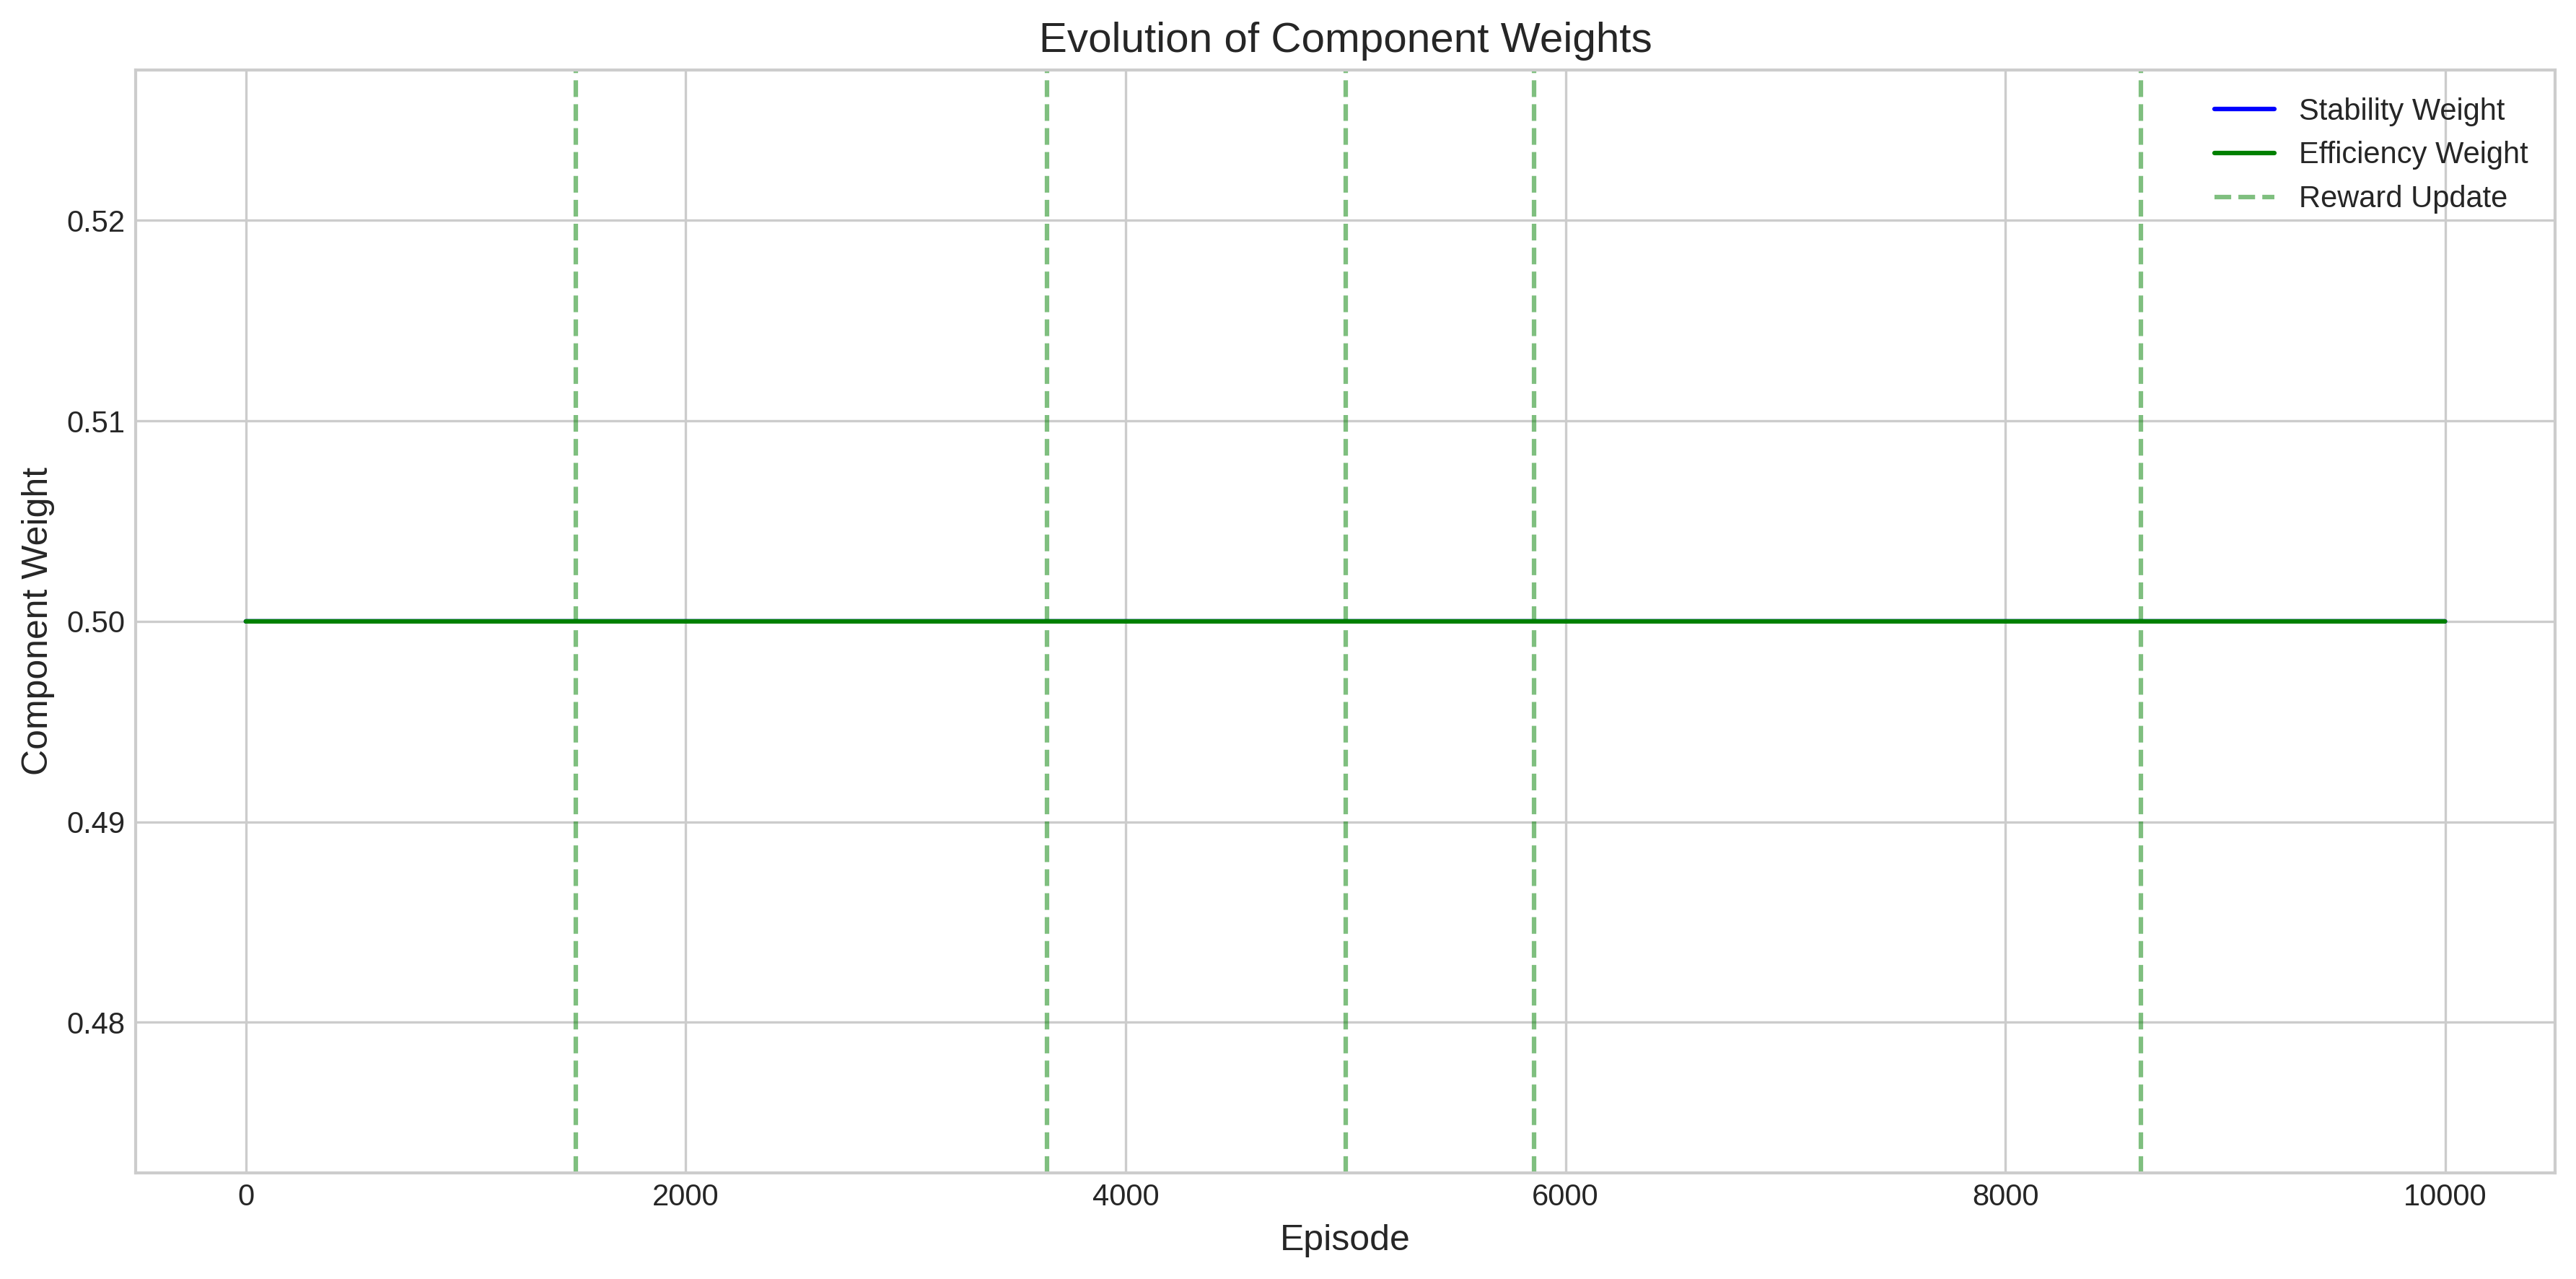 Evolution of Component Weights
Stability Weight
Efficiency Weight
Reward Update
Component Weight
0.52
0.51
0.50
0.49
0.48
0 2000 4000 6000 8000 10000
Episode